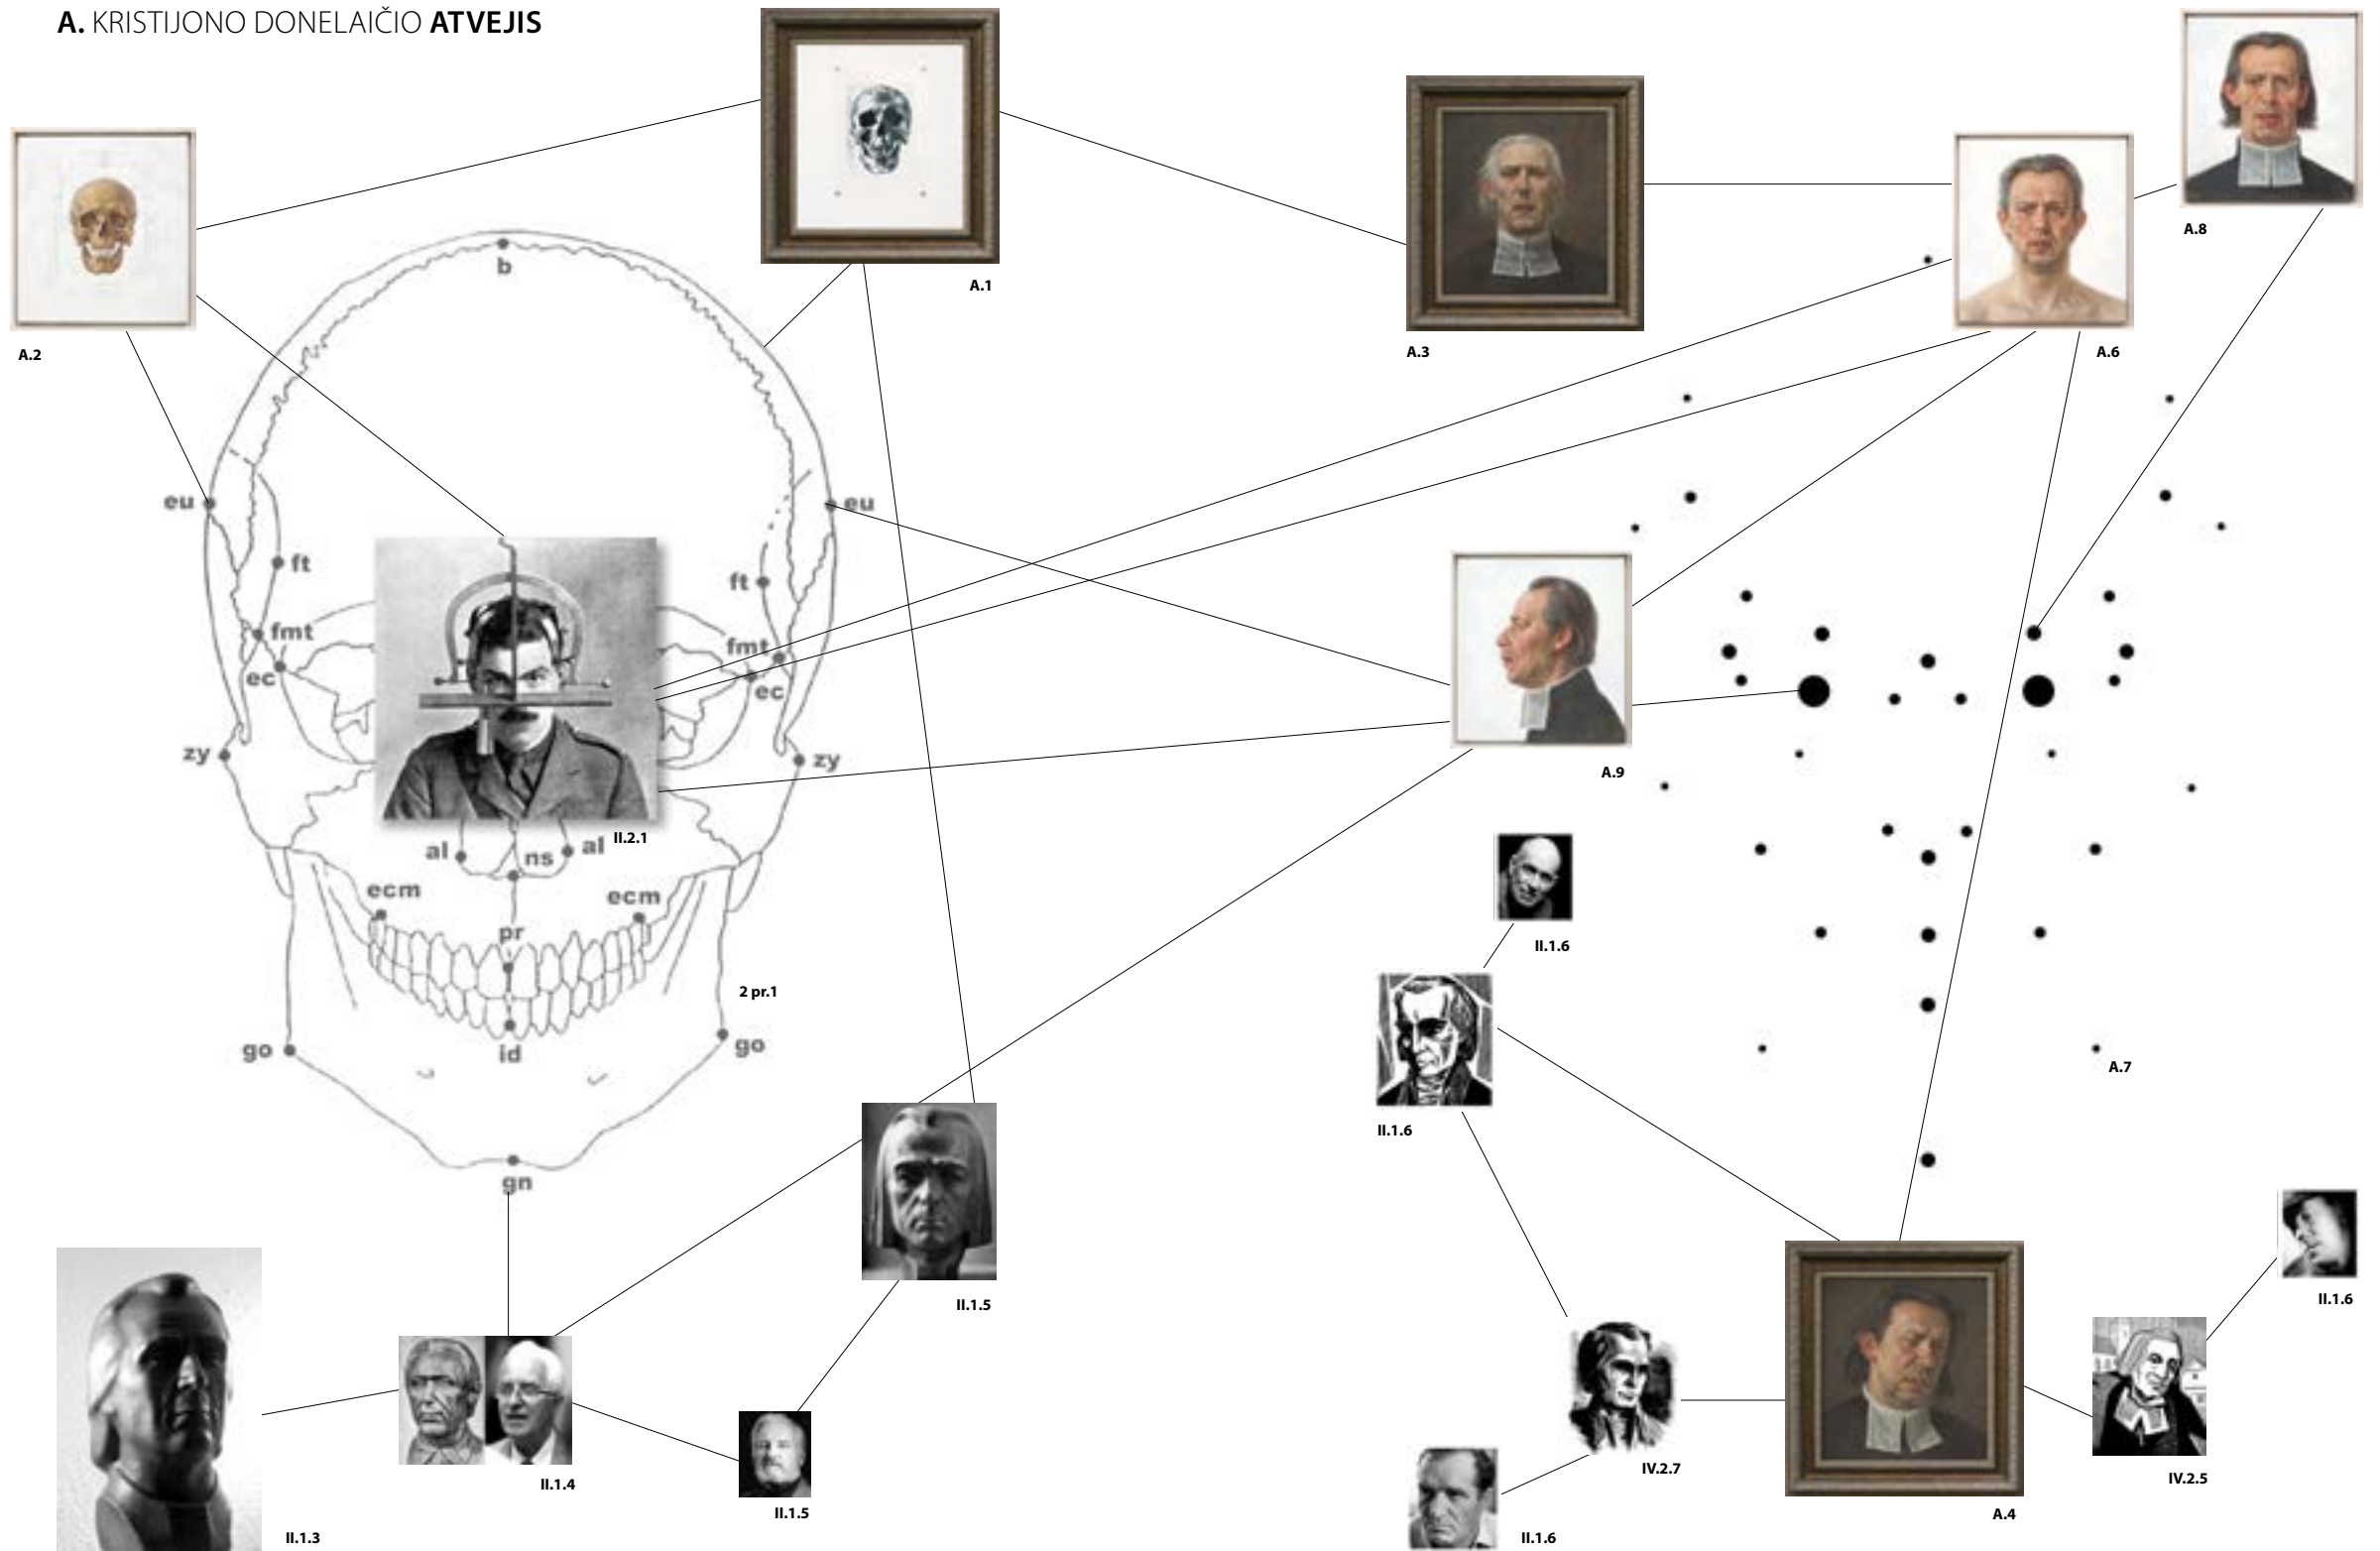 A. KRISTIJONO DONELAIČIO ATVEJIS
A.8
b
A.1
A.2
A.3
A.6
eu
eu
ft
ft
fmt
fmt
ec
ec
zy
zy
A.9
II.2.1
al
ns
al
ecm
ecm
pr
II.1.6
2 pr.1
go
id
go
A.7
II.1.6
gn
II.1.5
II.1.6
II.1.4
IV.2.7
IV.2.5
II.1.5
A.4
II.1.3
II.1.6